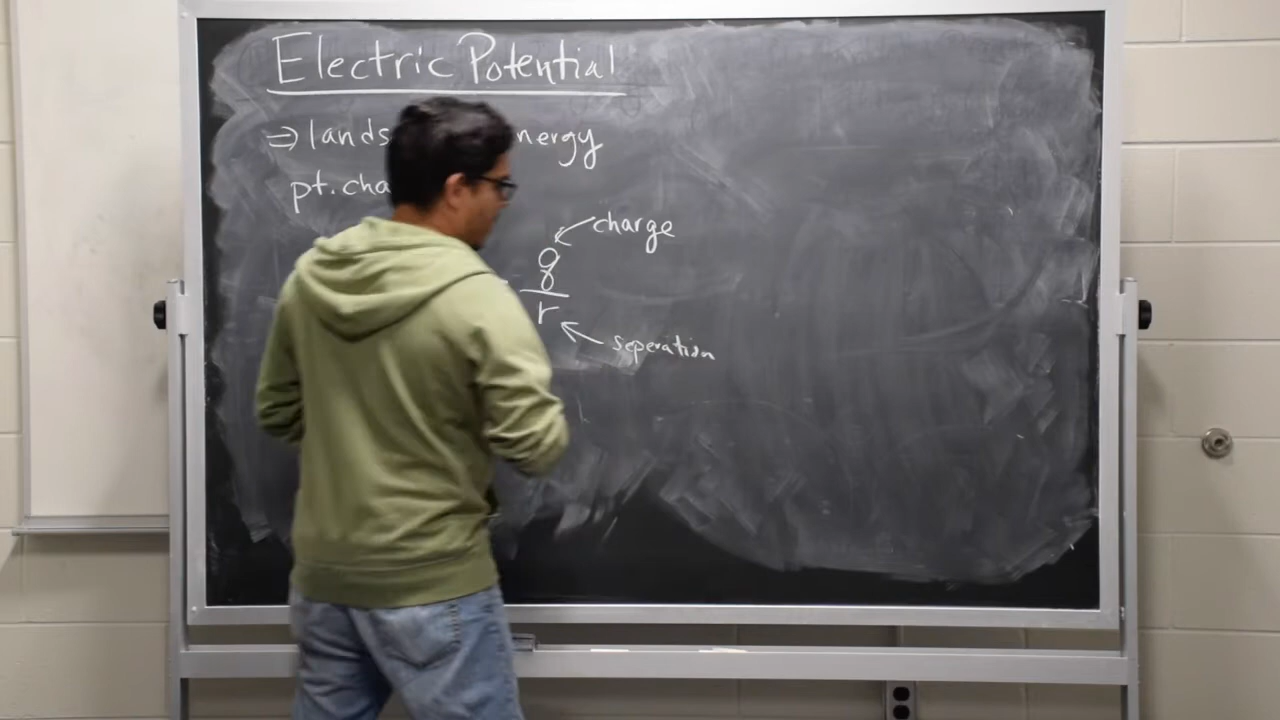 Electric Potential
⇒ lands nergy
pt. cha
charge
q
r
seperation